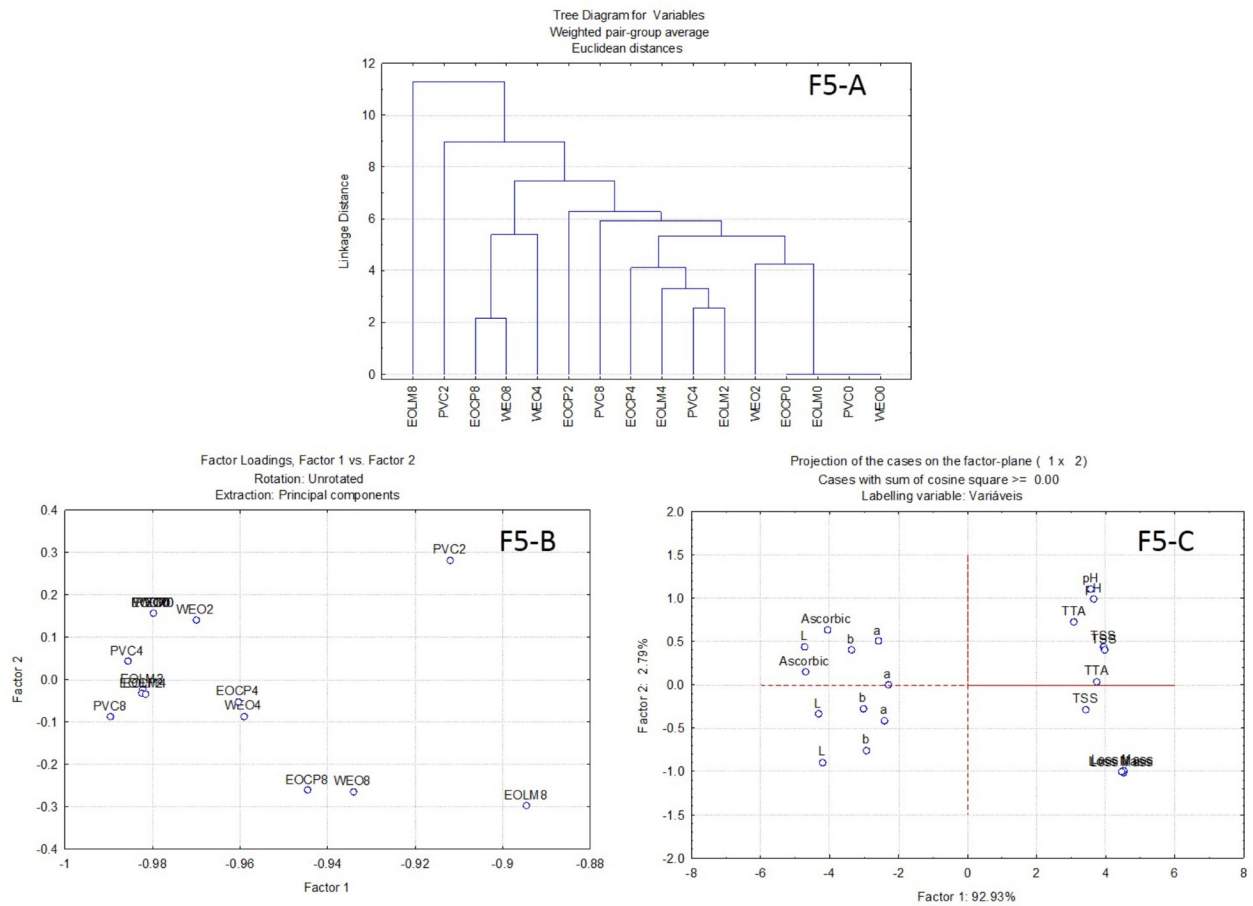 Tree Diagram for Variables
Weighted pair-group average
Euclidean distances
F5-A
12
10
8
6
4
2
0
Linkage Distance
EOLM8
PVC2
EOCP8
WEO8
WEO4
EOCP2
PVC8
EOCP4
EOLM4
PVC4
EOLM2
WEO2
EOCP0
EOLM0
PVC0
WEO0
Factor Loadings, Factor 1 vs. Factor 2
Rotation: Unrotated
Extraction: Principal components
F5-B
0.4
0.3
0.2
0.1
0.0
-0.1
-0.2
-0.3
-0.4
Factor 2
PVC2
WEO2
PVC4
EOCP4
PVC8
WEO4
EOCP8
WEO8
EOLM8
-1
-0.98
-0.96
-0.94
-0.92
-0.9
-0.88
Factor 1
Projection of the cases on the factor-plane ( 1 x 2)
Cases with sum of cosine square >= 0.00
Labelling variable: Variáveis
F5-C
2.0
1.5
1.0
0.5
0.0
-0.5
-1.0
-1.5
-2.0
Factor 2: 2.79%
pH
pH
TTA
Ascorbic
L
b
a
TSS
TSS
Ascorbic
a
TTA
L
b
a
TSS
L
b
Loss Mass
-8
-6
-4
-2
0
2
4
6
8
Factor 1: 92.93%